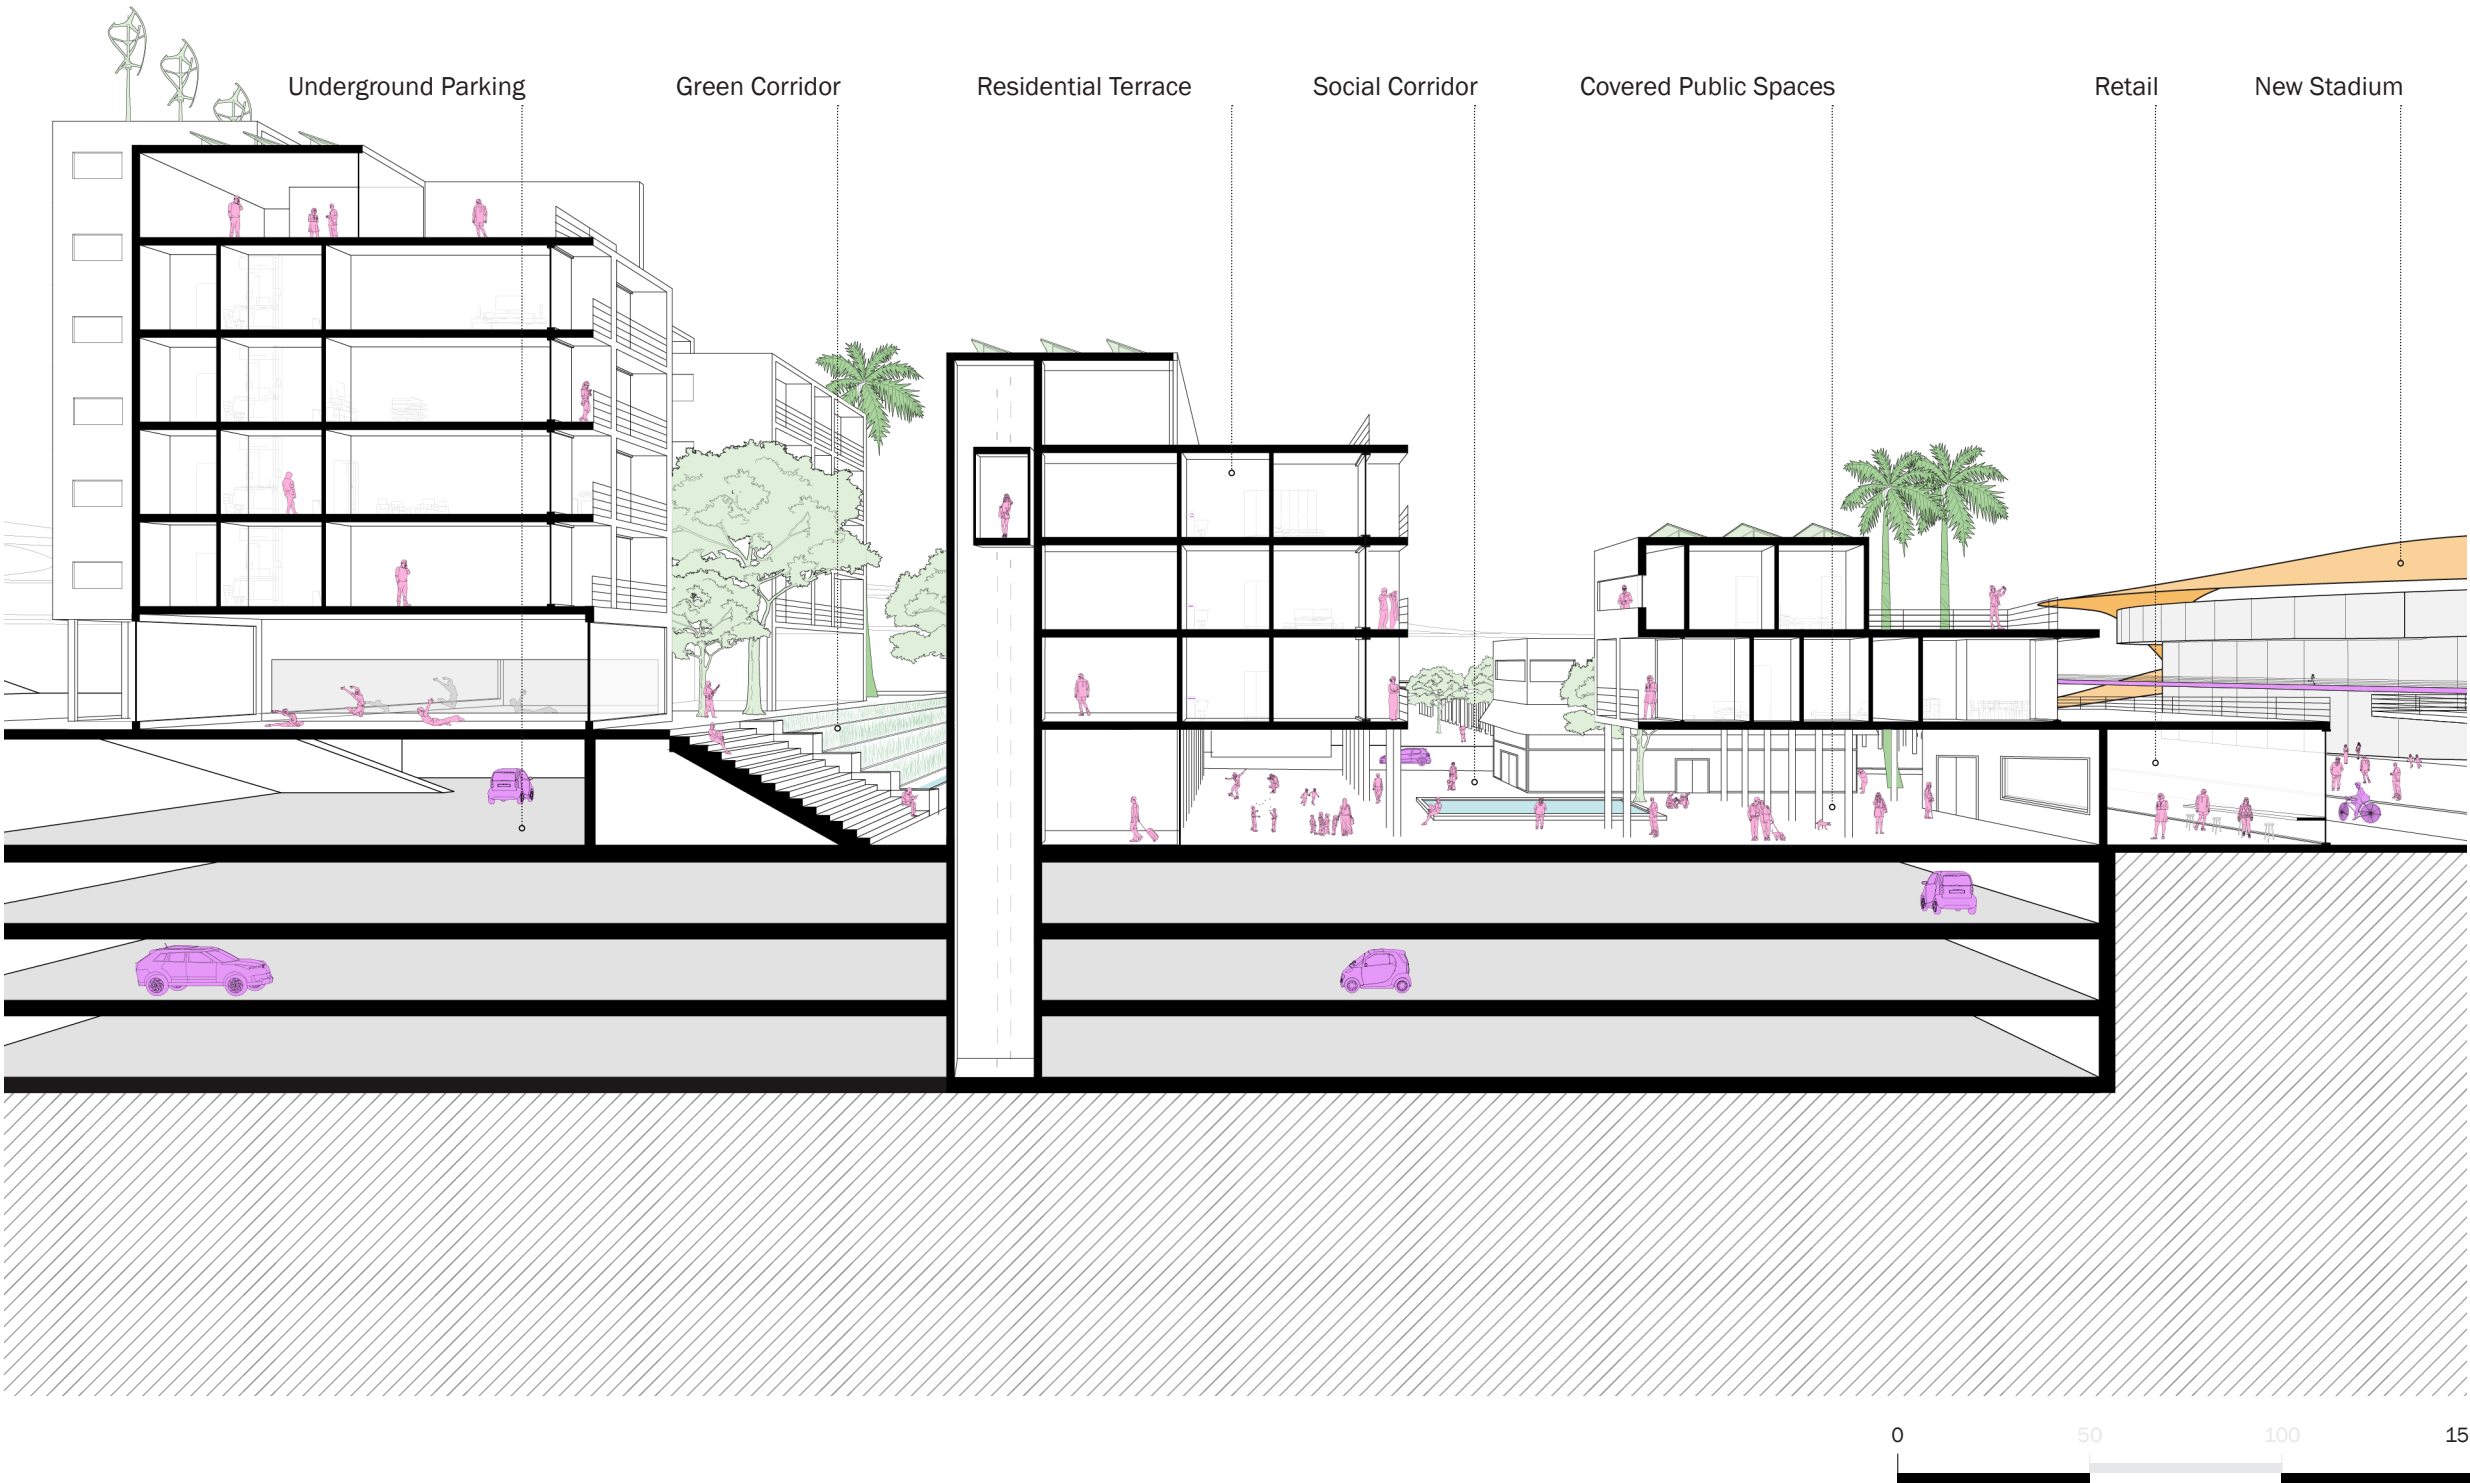 Underground Parking
Green Corridor
Residential Terrace
Social Corridor
Covered Public Spaces
Retail
New Stadium
0
50
100
15